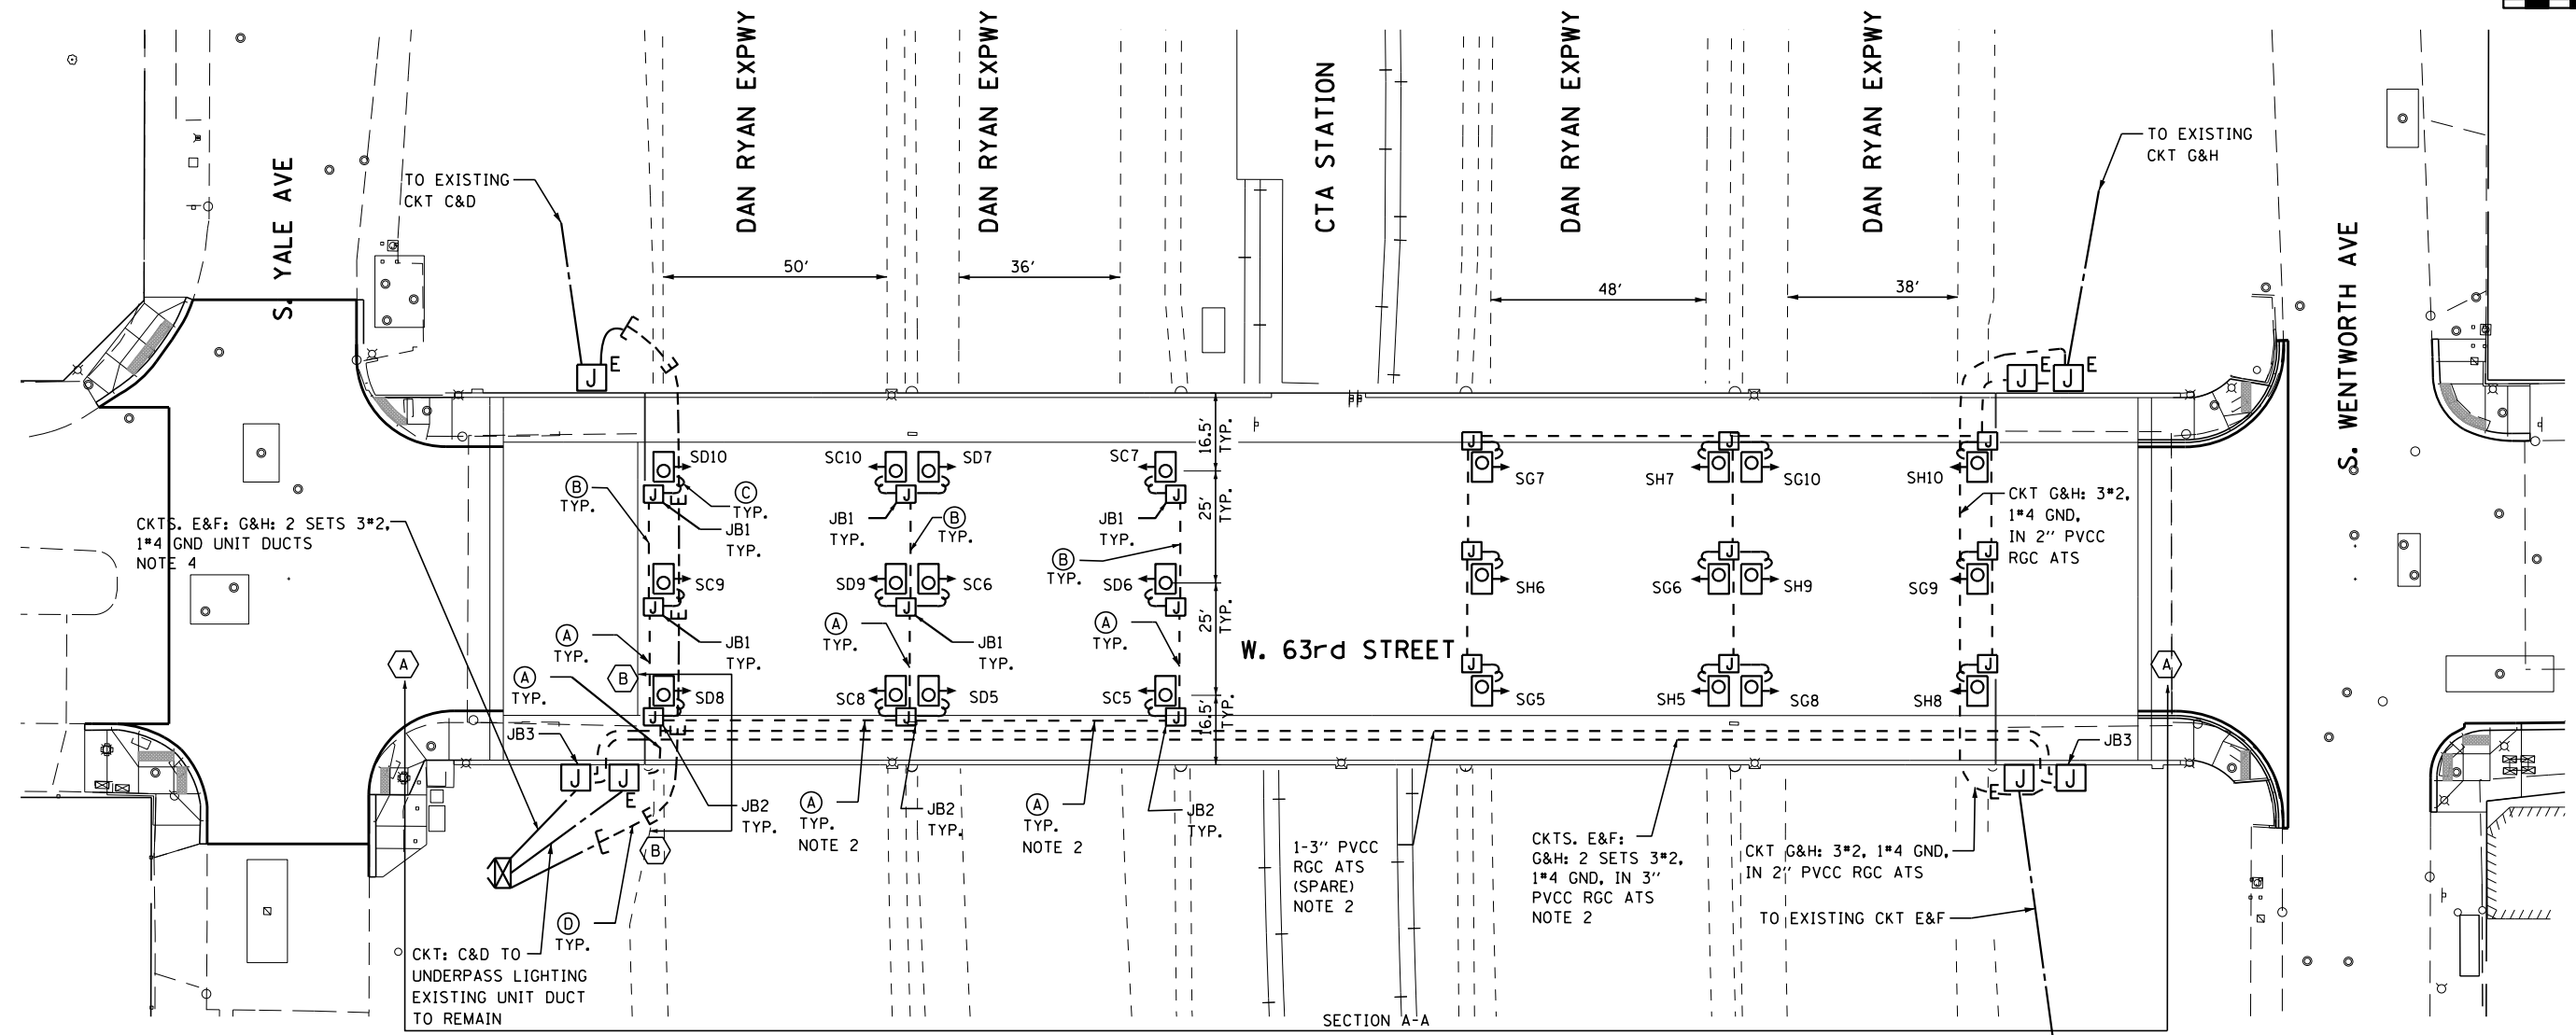 S. YALE AVE
DAN RYAN EXPWY
DAN RYAN EXPWY
CTA STATION
DAN RYAN EXPWY
DAN RYAN EXPWY
S. WENTWORTH AVE
TO EXISTING
CKT C&D
TO EXISTING
CKT G&H
50'
36'
48'
38'
J
E
J
E
J
E
16.5'
TYP.
25'
TYP.
25'
TYP.
16.5'
TYP.
SD10
SC10
SD7
SC7
SG7
SH7
SG10
SH10
J
J
J
J
J
J
B
TYP.
C
TYP.
JB1
TYP.
JB1
TYP.
B
TYP.
JB1
TYP.
B
TYP.
CKT G&H: 3#2,
1#4 GND,
IN 2" PVCC
RGC ATS
CKTS. E&F: G&H: 2 SETS 3#2,
1#4 GND UNIT DUCTS
NOTE 4
SC9
SD9
SC6
SD6
SH6
SG6
SH9
SG9
J
J
J
J
J
J
A
TYP.
JB1
TYP.
A
TYP.
JB1
TYP.
A
TYP.
W. 63rd STREET
A
A
TYP.
B
A
SD8
SC8
SD5
SC5
SG5
SH5
SG8
SH8
J
J
J
J
J
J
JB3
J
J
E
JB3
J
J
E
JB2
TYP.
A
TYP.
NOTE 2
JB2
TYP.
A
TYP.
NOTE 2
JB2
TYP.
B
1-3" PVCC
RGC ATS
(SPARE)
NOTE 2
CKTS. E&F:
G&H: 2 SETS 3#2,
1#4 GND, IN 3"
PVCC RGC ATS
NOTE 2
CKT G&H: 3#2, 1#4 GND,
IN 2" PVCC RGC ATS
TO EXISTING CKT E&F
D
TYP.
CKT: C&D TO
UNDERPASS LIGHTING
EXISTING UNIT DUCT
TO REMAIN
SECTION A-A